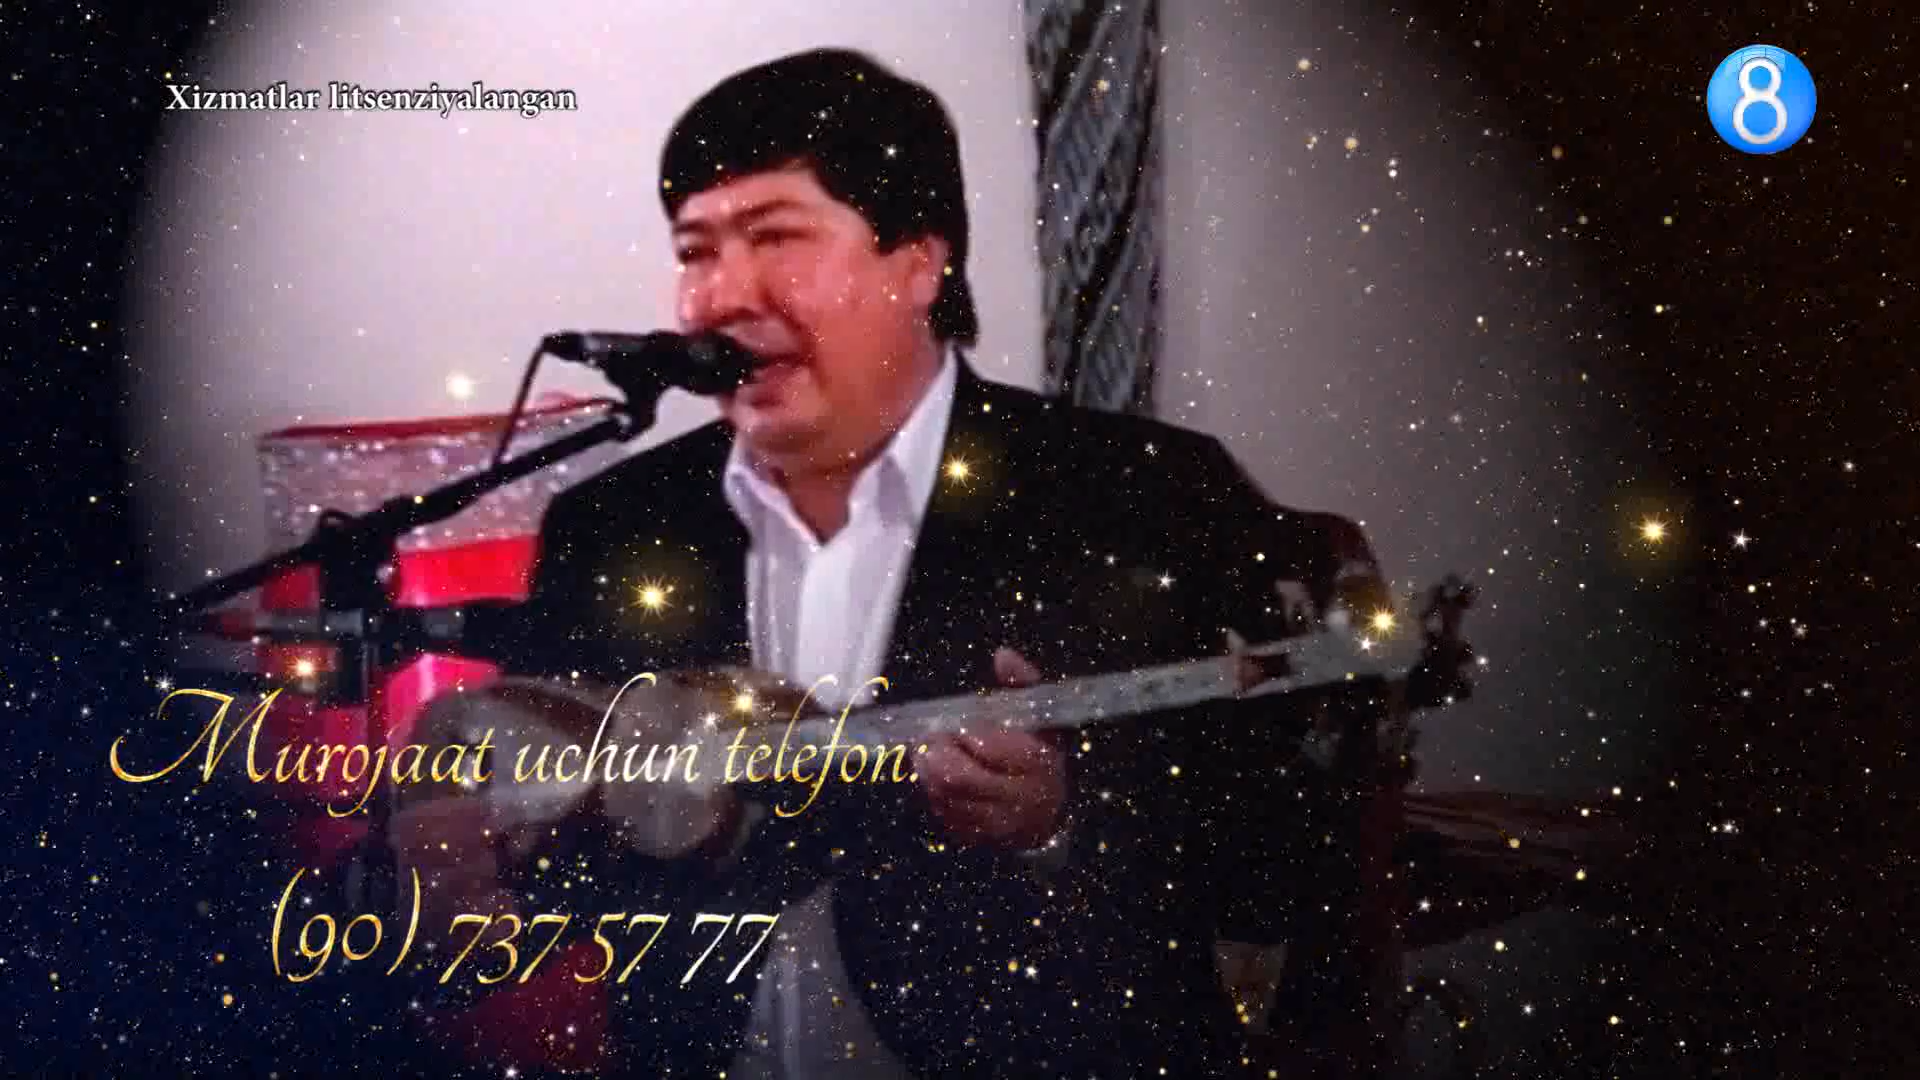 Xizmatlar litsenziyalangan
8
Murojaat uchun telefon:
(90) 737 57 77